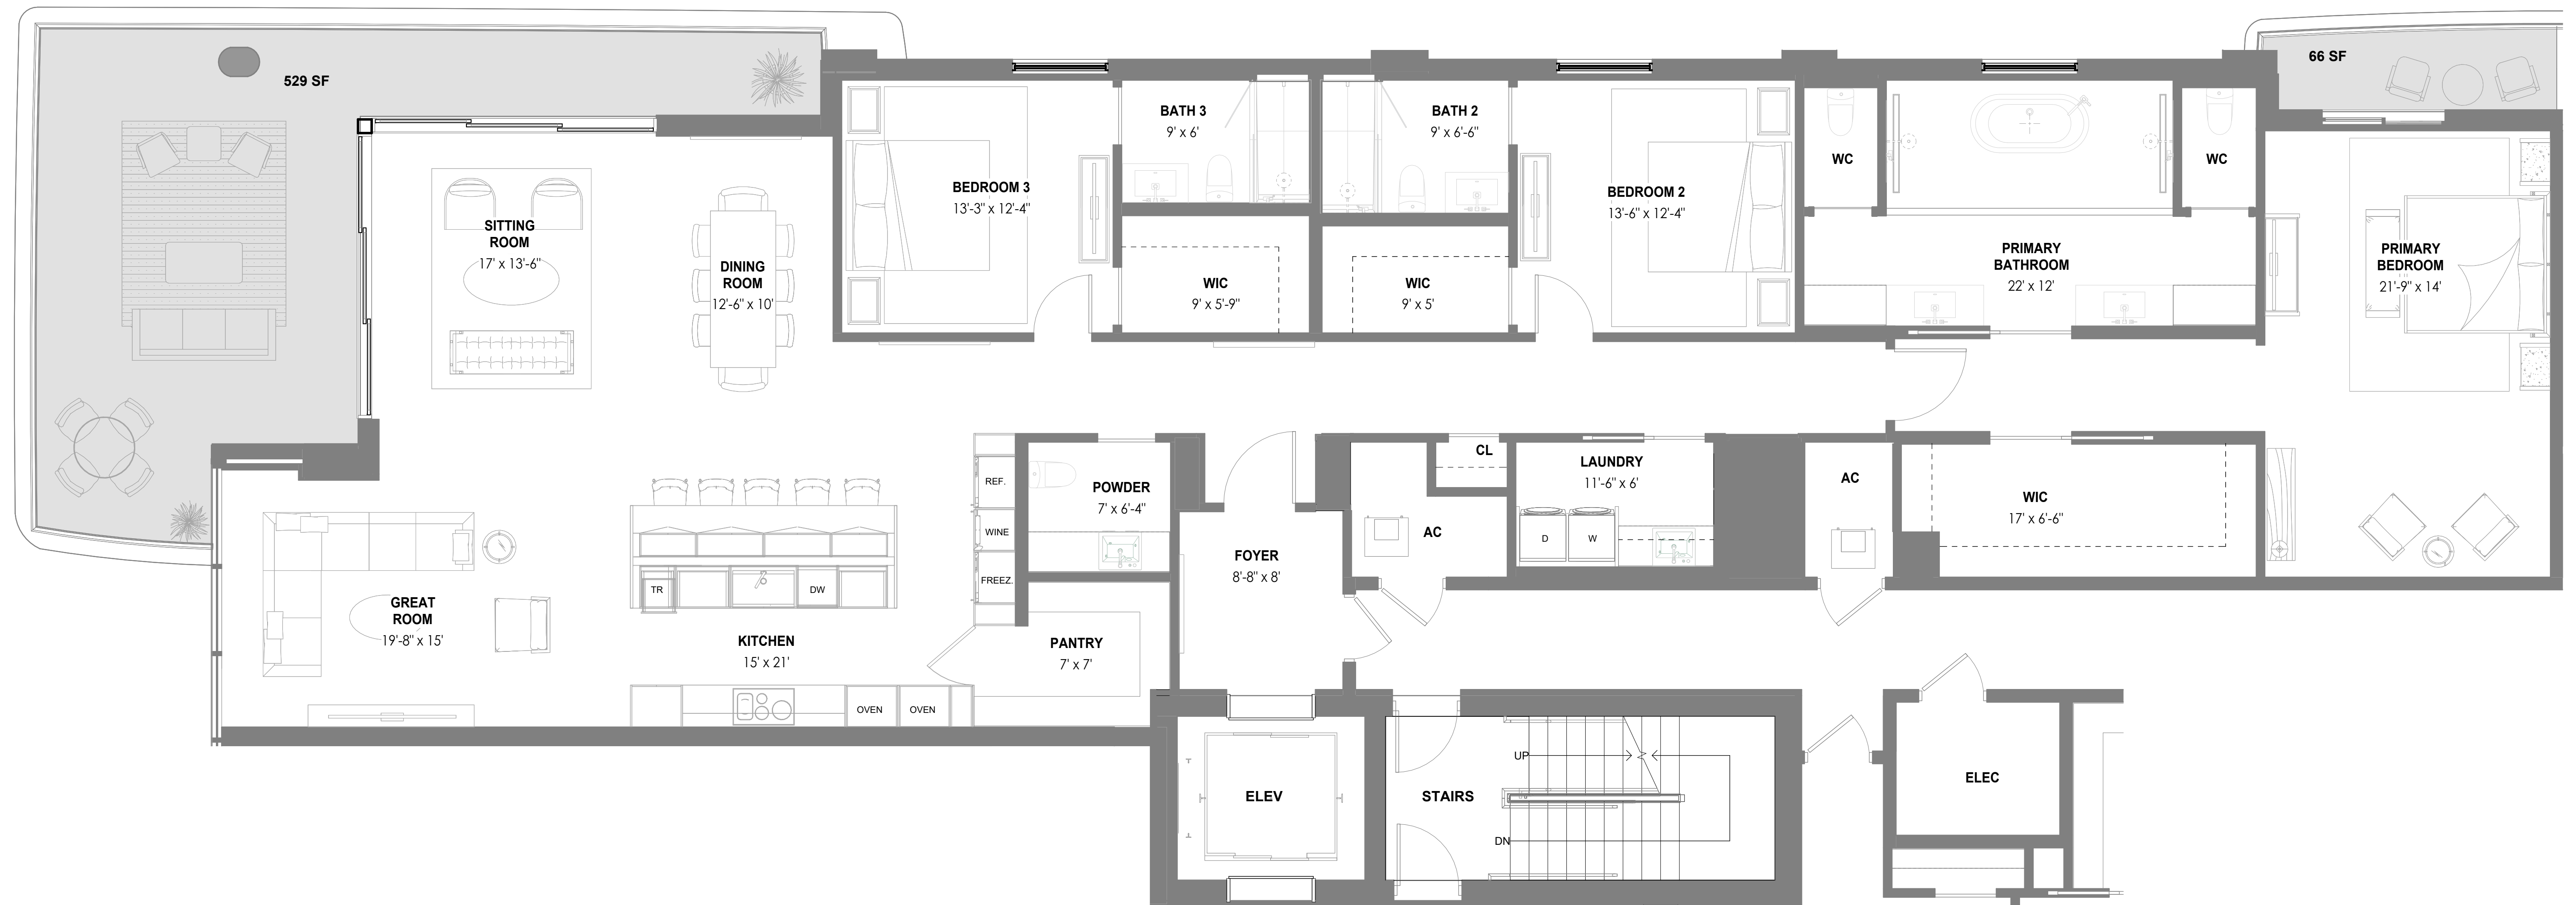 529 SF
66 SF
BATH 3
9' x 6'
BATH 2
9' x 6'-6"
WC
WC
BEDROOM 3
13'-3" x 12'-4"
BEDROOM 2
13'-6" x 12'-4"
SITTING
ROOM
17' x 13'-6"
DINING
ROOM
12'-6" x 10'
WIC
9' x 5'-9"
WIC
9' x 5'
PRIMARY
BATHROOM
22' x 12'
PRIMARY
BEDROOM
21'-9" x 14'
CL
LAUNDRY
11'-6" x 6'
REF.
POWDER
7' x 6'-4"
AC
WIC
17' x 6'-6"
WINE
AC
D
W
FOYER
8'-8" x 8'
FREEZ.
TR
DW
GREAT
ROOM
19'-8" x 15'
KITCHEN
15' x 21'
PANTRY
7' x 7'
OVEN
OVEN
UP
ELEV
STAIRS
ELEC
DN